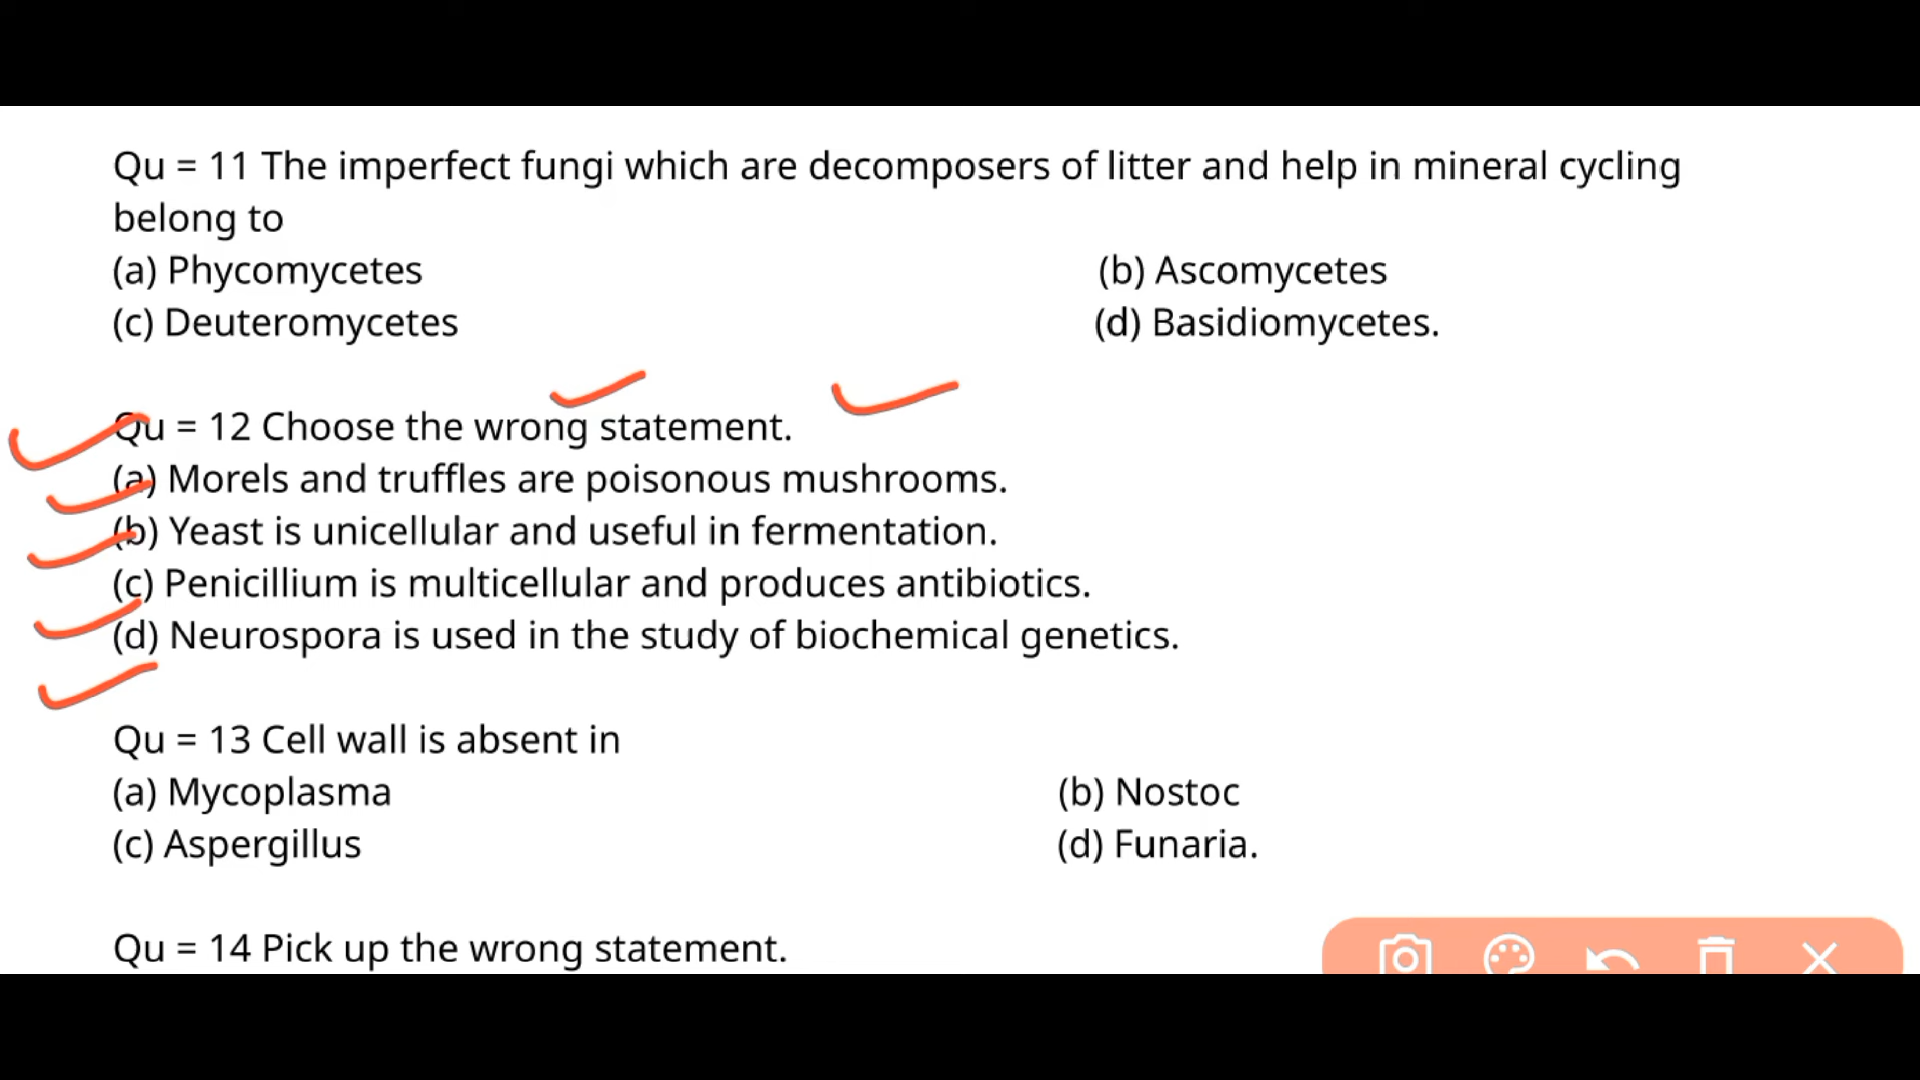 Qu = 11 The imperfect fungi which are decomposers of litter and help in mineral cycling
belong to
(a) Phycomycetes (b) Ascomycetes
(c) Deuteromycetes (d) Basidiomycetes.
Qu = 12 Choose the wrong statement.
(a) Morels and truffles are poisonous mushrooms.
(b) Yeast is unicellular and useful in fermentation.
(c) Penicillium is multicellular and produces antibiotics.
(d) Neurospora is used in the study of biochemical genetics.
Qu = 13 Cell wall is absent in
(a) Mycoplasma (b) Nostoc
(c) Aspergillus (d) Funaria.
Qu = 14 Pick up the wrong statement.